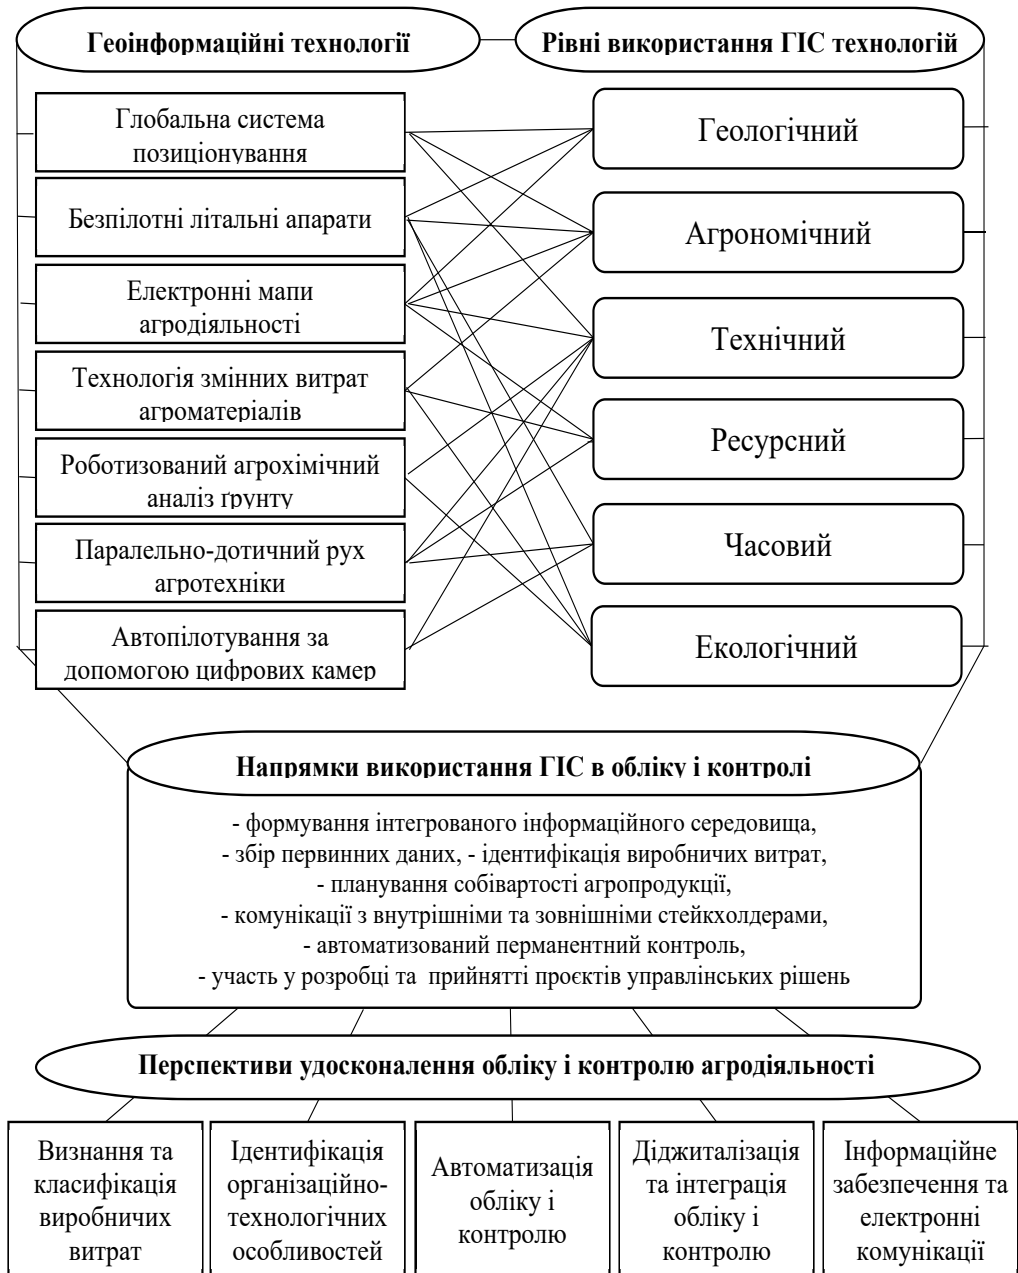 Геоінформаційні технології
Рівні використання ГІС технологій
Глобальна система
позиціонування
Безпілотні літальні апарати
Електронні мапи
агродіяльності
Технологія змінних витрат
агроматеріалів
Роботизований агрохімічний
аналіз ґрунту
Паралельно-дотичний рух
агротехніки
Автопілотування за
допомогою цифрових камер
Геологічний
Агрономічний
Технічний
Ресурсний
Часовий
Екологічний
Напрямки використання ГІС в обліку і контролі
- формування інтегрованого інформаційного середовища,
- збір первинних даних, - ідентифікація виробничих витрат,
- планування собівартості агропродукції,
- комунікації з внутрішніми та зовнішніми стейкхолдерами,
- автоматизований перманентний контроль,
- участь у розробці та прийнятті проєктів управлінських рішень
Перспективи удосконалення обліку і контролю агродіяльності
Визнання та
класифікація
виробничих
витрат
Ідентифікація
організаційно-
технологічних
особливостей
Автоматизація
обліку і
контролю
Діджиталізація
та інтеграція
обліку і
контролю
Інформаційне
забезпечення та
електронні
комунікації